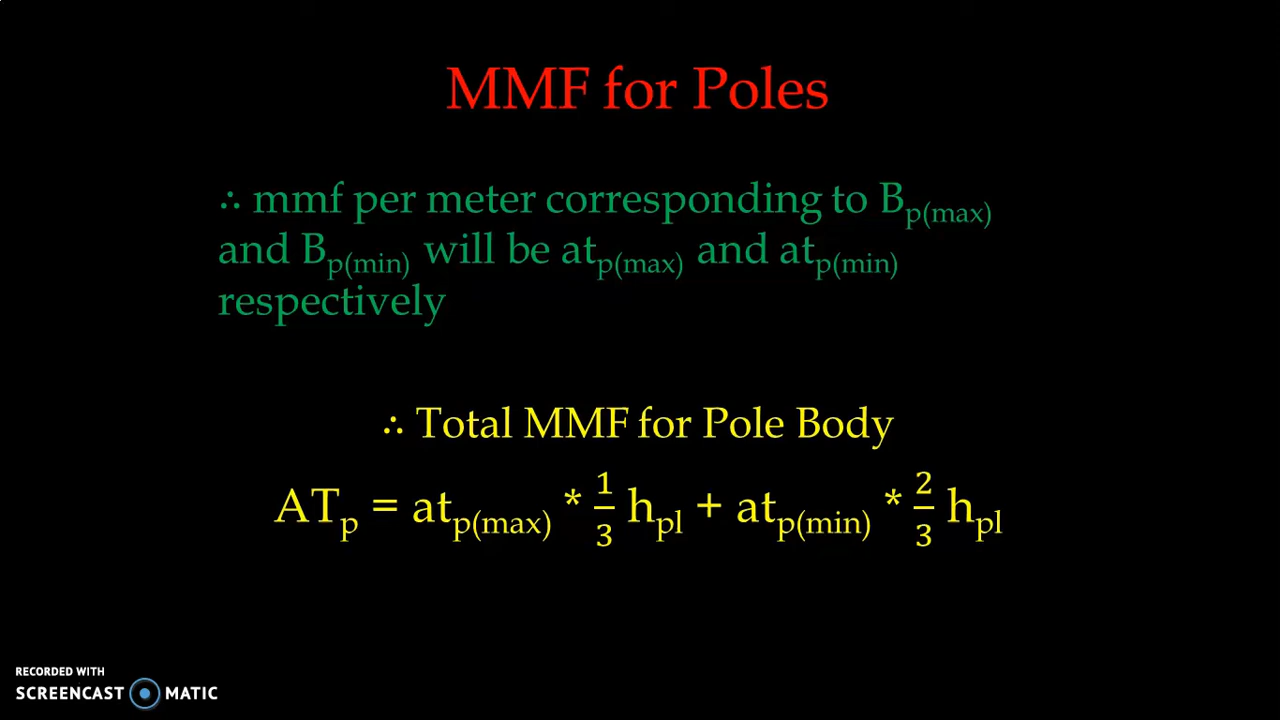 MMF for Poles
∴ mmf per meter corresponding to Bp(max)
and Bp(min) will be atp(max) and atp(min)
respectively
∴ Total MMF for Pole Body
ATp = atp(max) * 1/3 hpl + atp(min) * 2/3 hpl
RECORDED WITH
SCREENCAST MATIC